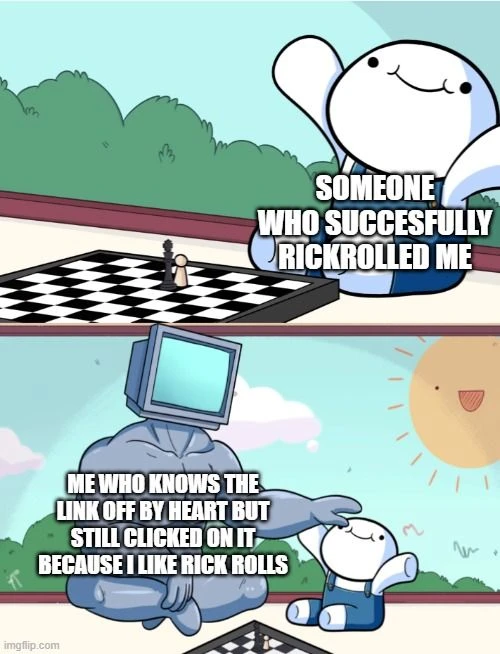 SOMEONE
WHO SUCCESFULLY
RICKROLLED ME
ME WHO KNOWS THE
LINK OFF BY HEART BUT
STILL CLICKED ON IT
BECAUSE I LIKE RICK ROLLS
imgflip.com